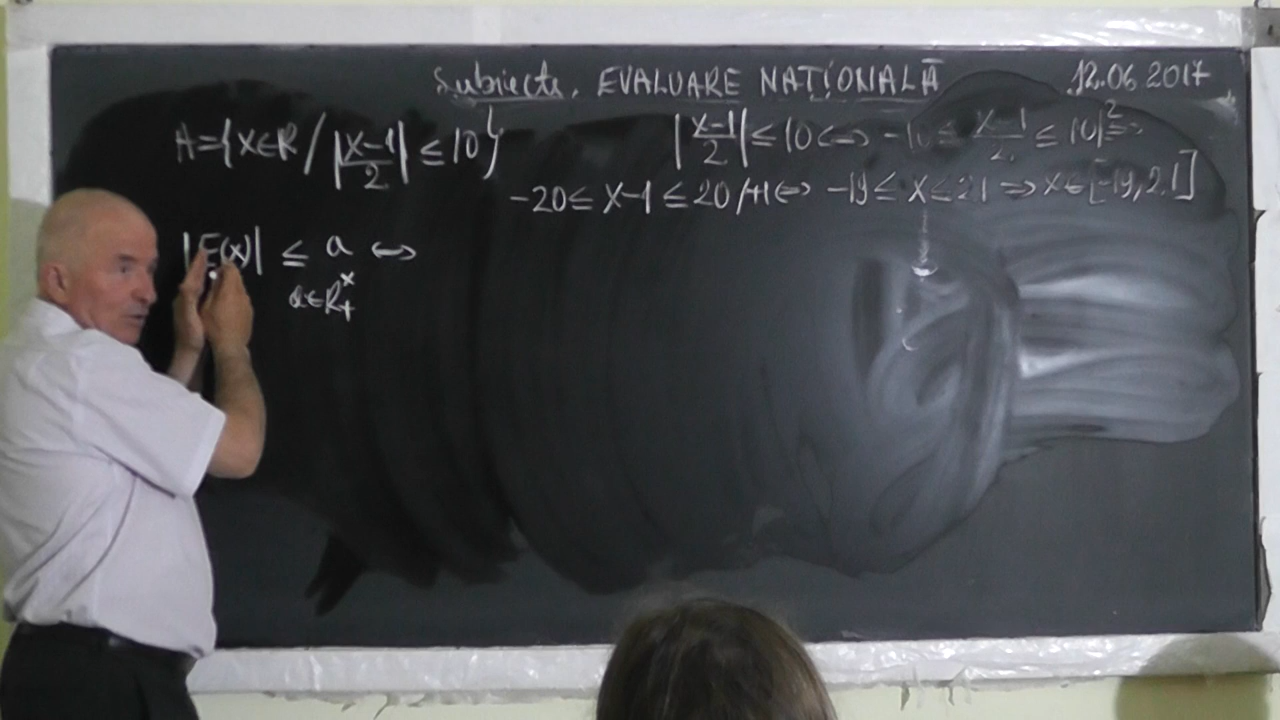 Subiecte, EVALUARE NAȚIONALĂ 12.06.2017
A={x∈R / |x-1/2| ≤ 10} |x-1/2| ≤ 10 ⇔ -10 ≤ x-1/2 ≤ 10|·2 ⇒
-20 ≤ x-1 ≤ 20 /+1 ⇔ -19 ≤ x ≤ 21 ⇒ x∈[-19, 21]
|E(x)| ≤ a ⇔
a∈R*+